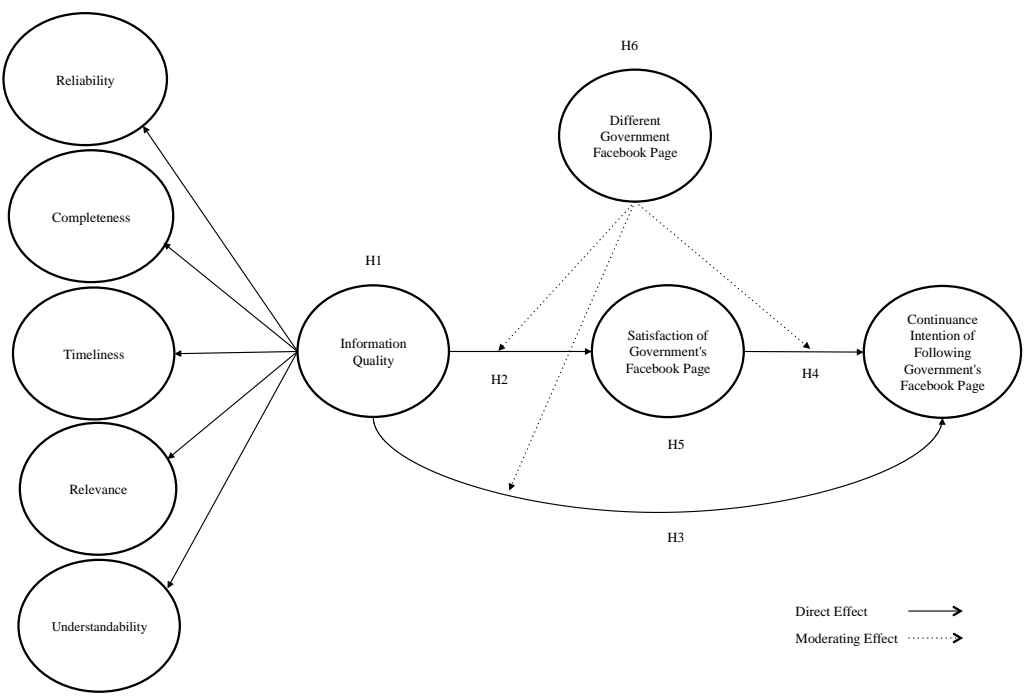 Reliability
Completeness
Timeliness
Relevance
Understandability
H1
Information
Quality
H2
H6
Different
Government
Facebook Page
Satisfaction of
Government's
Facebook Page
H5
H3
H4
Continuance
Intention of
Following
Government's
Facebook Page
Direct Effect
Moderating Effect